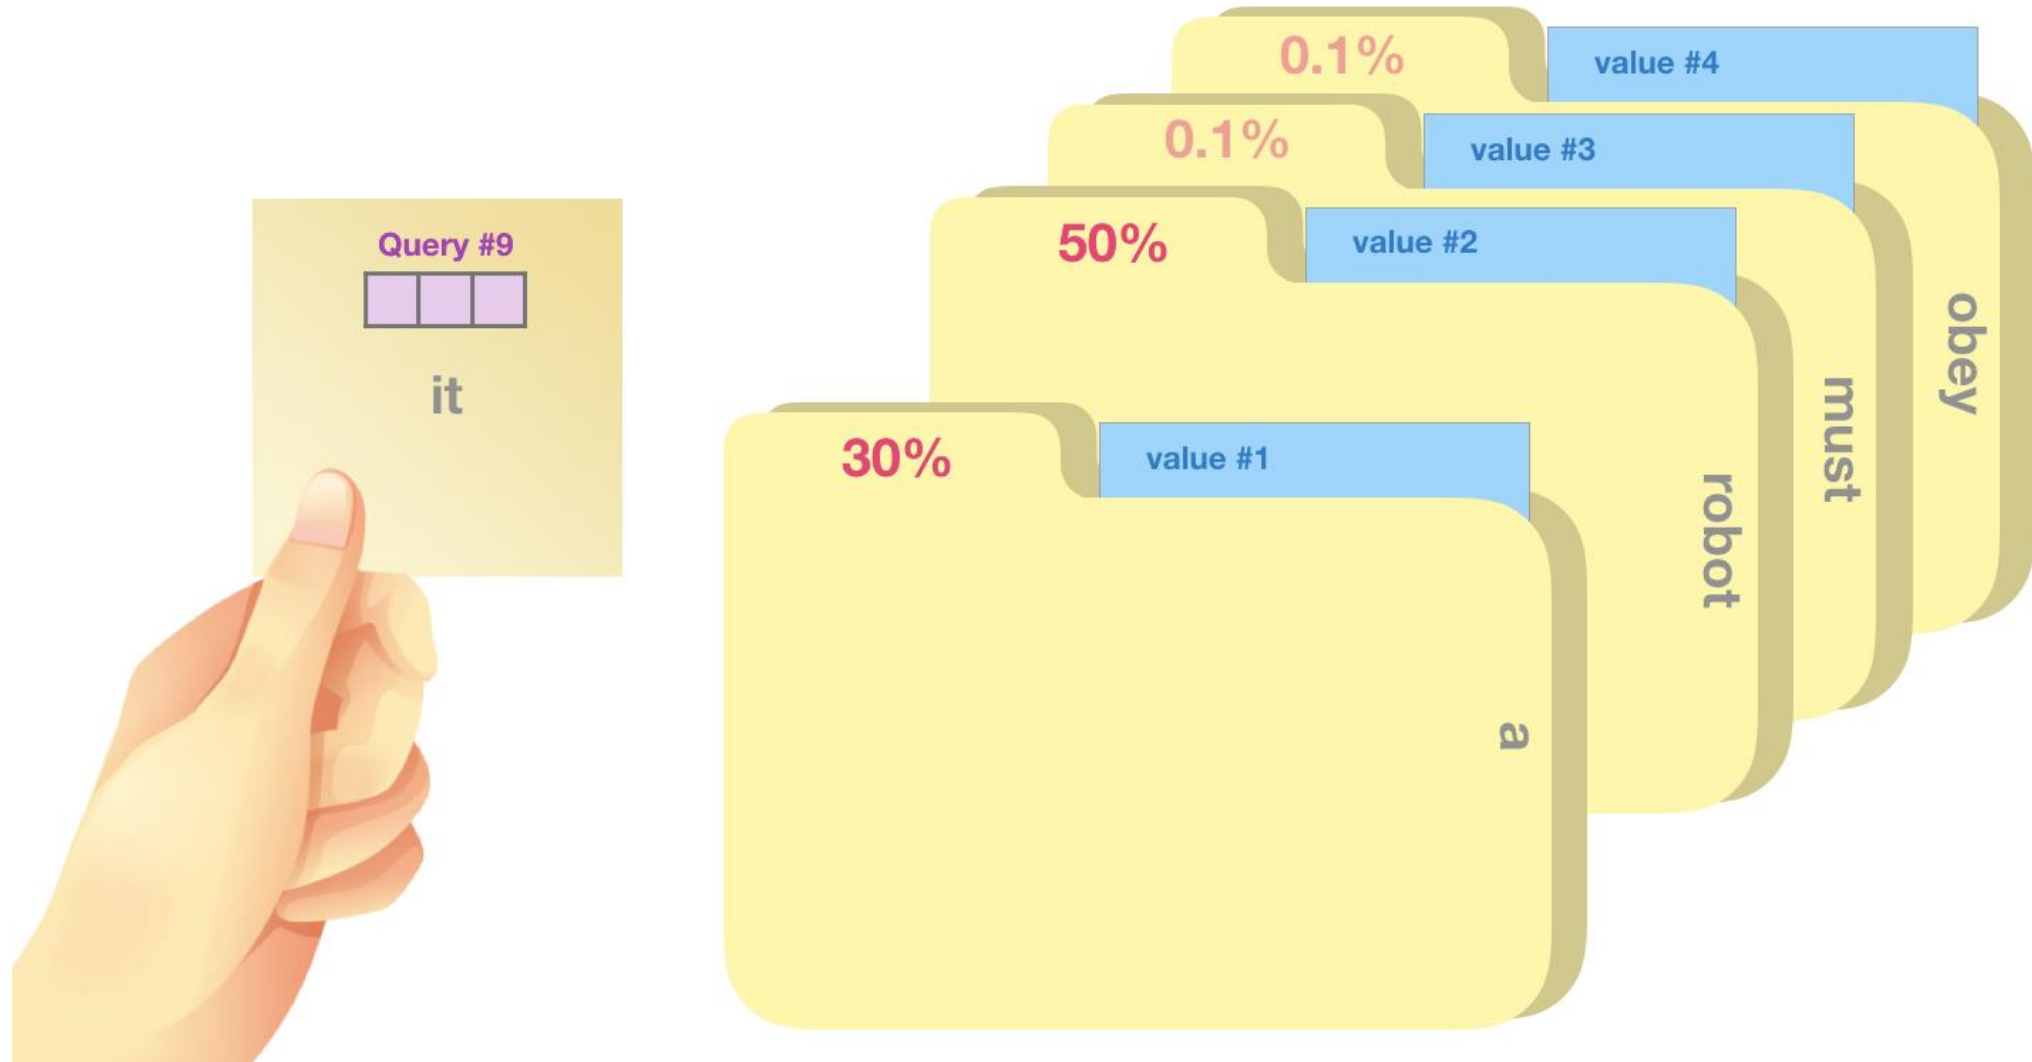 Query #9
it
0.1%
value #4
obey
0.1%
value #3
must
50%
value #2
robot
30%
value #1
a